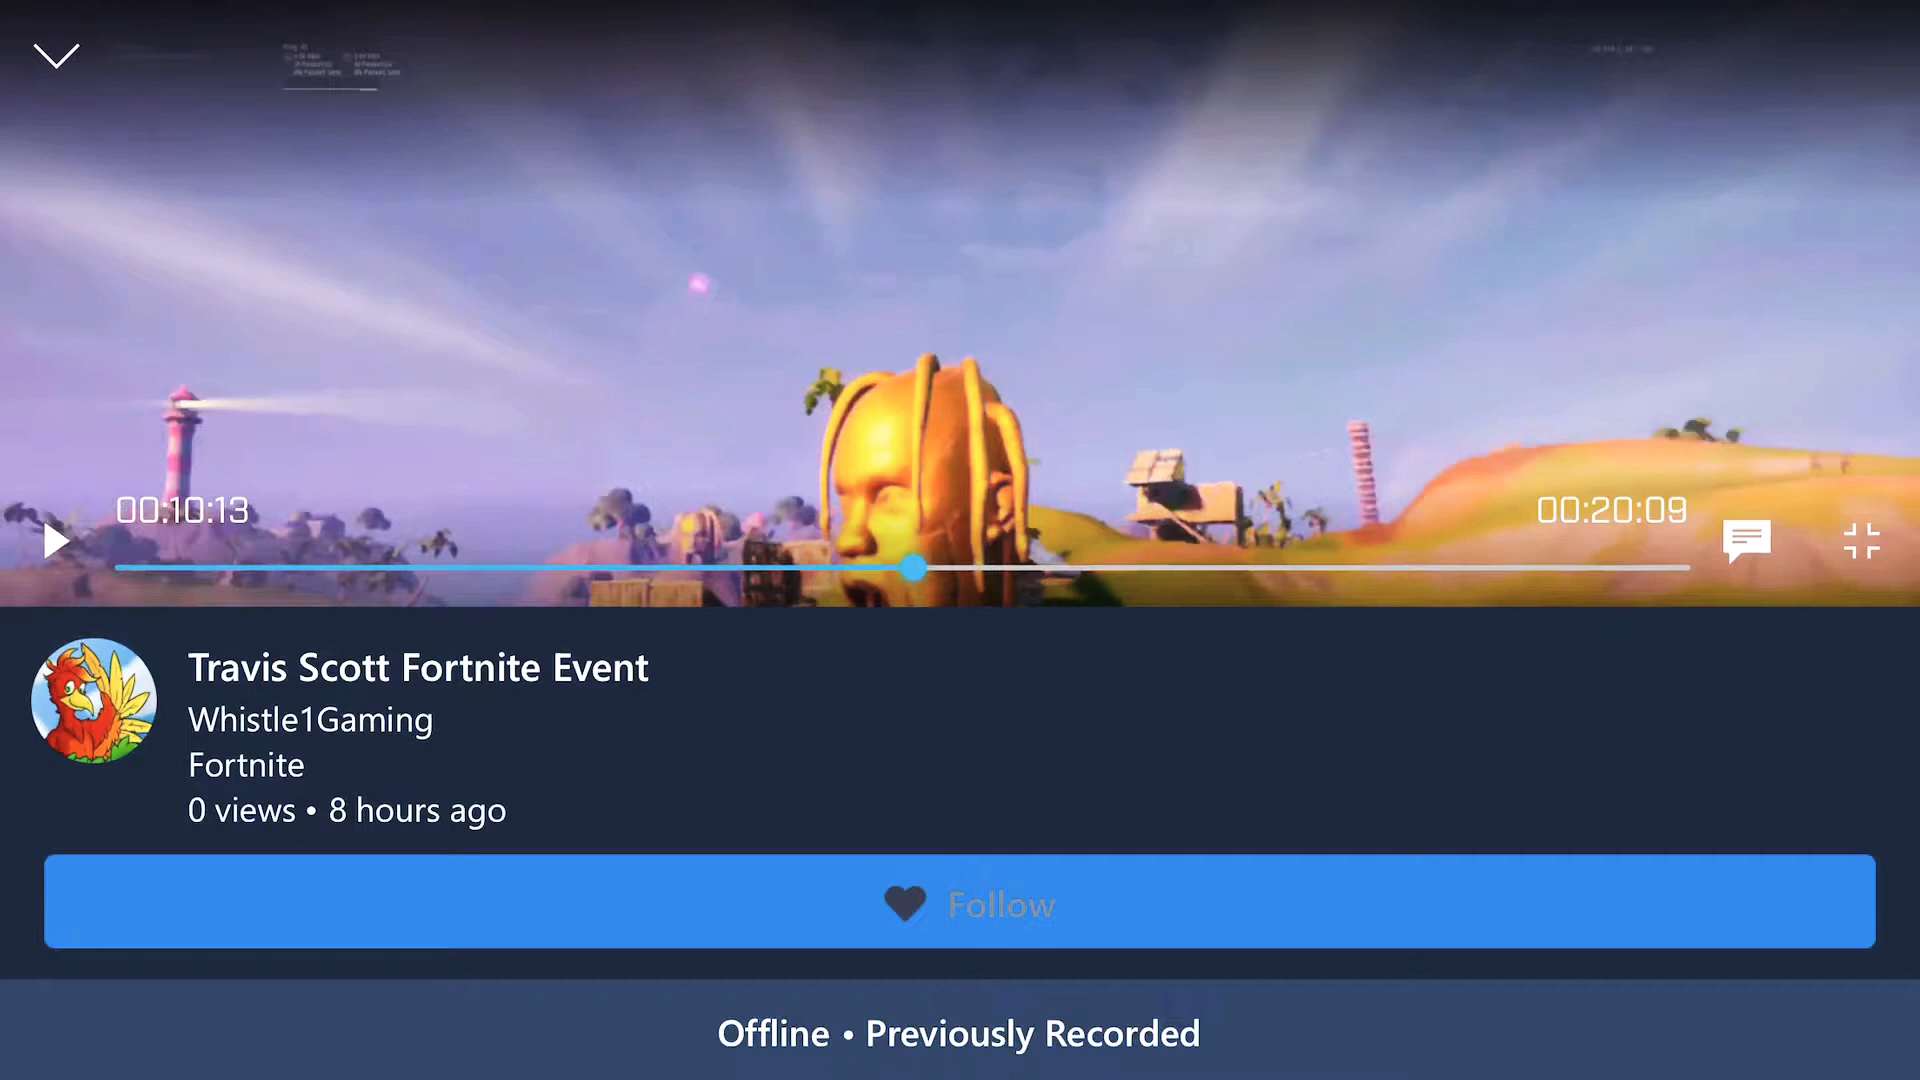 00:10:13
00:20:09
Travis Scott Fortnite Event
Whistle1Gaming
Fortnite
0 views • 8 hours ago
Follow
Offline • Previously Recorded